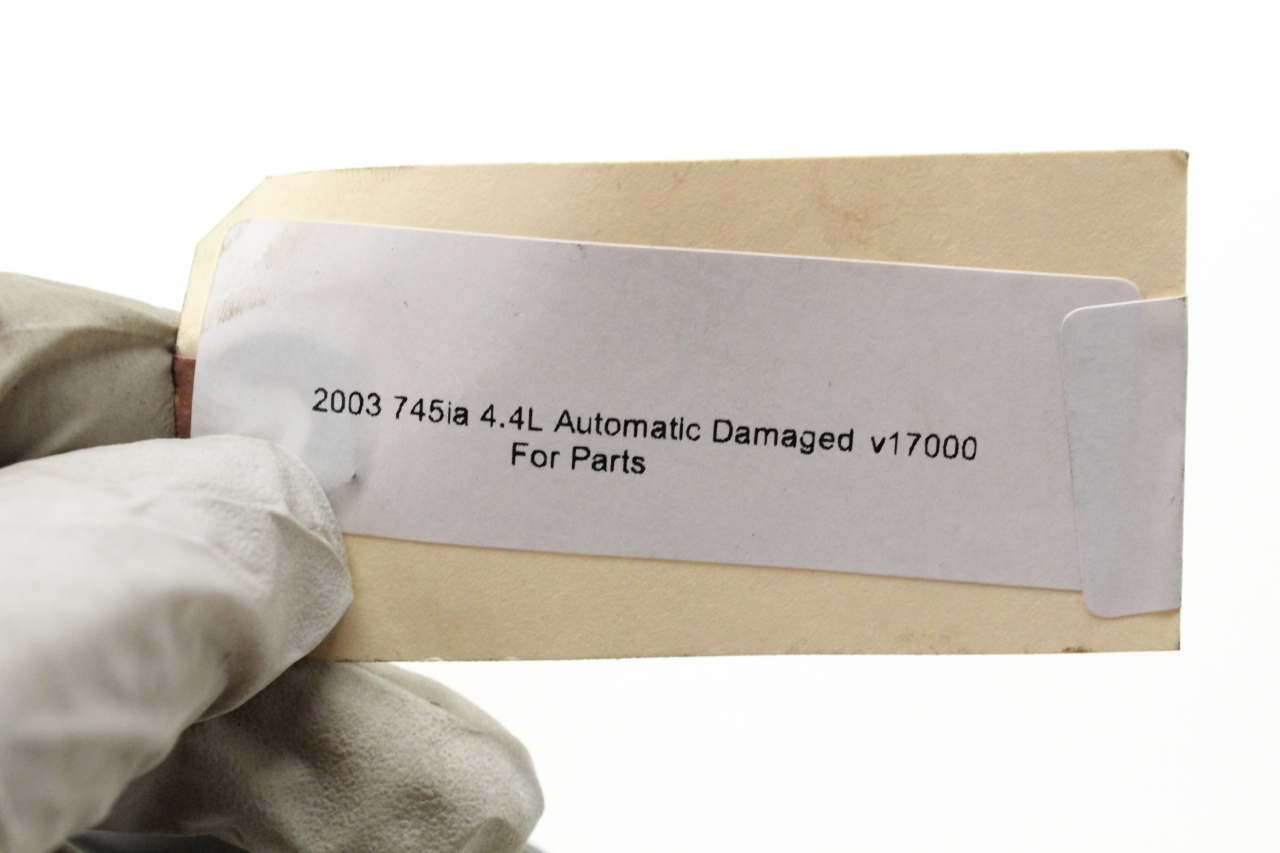 2003 745ia 4.4L Automatic Damaged v17000
For Parts